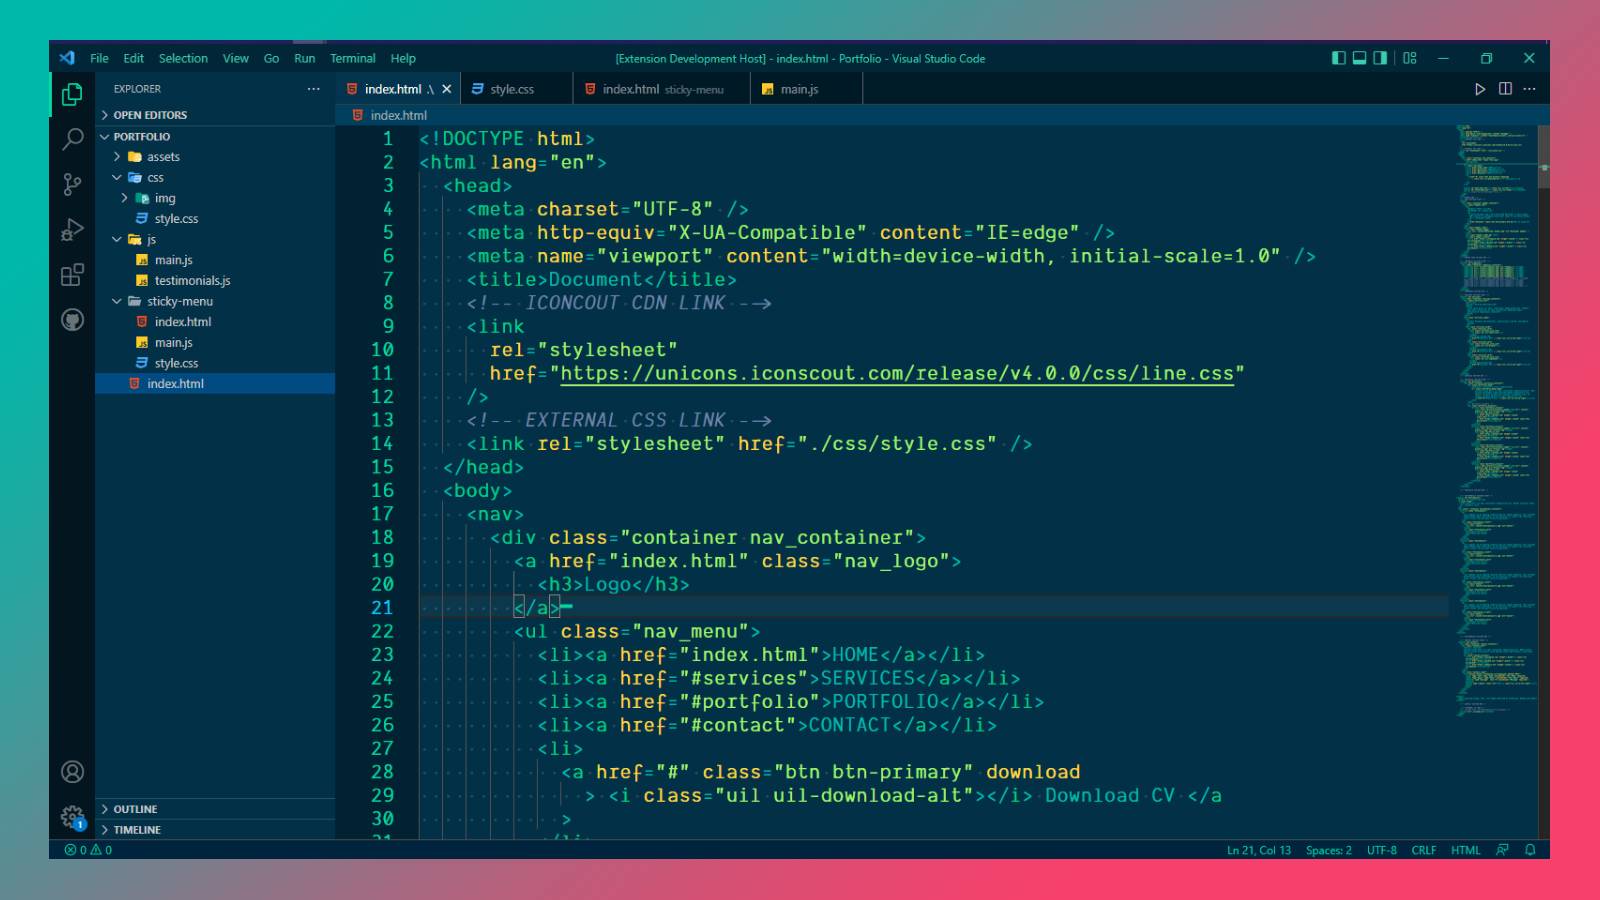 File Edit Selection View Go Run Terminal Help
[Extension Development Host] - index.html - Portfolio - Visual Studio Code
EXPLORER
OPEN EDITORS
PORTFOLIO
assets
css
img
style.css
js
main.js
testimonials.js
sticky-menu
index.html
main.js
style.css
index.html
OUTLINE
TIMELINE
1
index.html .\
style.css
index.html sticky-menu
main.js
index.html
1 <!DOCTYPE html>
2 <html lang="en">
3 <head>
4 <meta charset="UTF-8" />
5 <meta http-equiv="X-UA-Compatible" content="IE=edge" />
6 <meta name="viewport" content="width=device-width, initial-scale=1.0" />
7 <title>Document</title>
8 <!-- ICONCOUT CDN LINK -->
9 <link
10 rel="stylesheet"
11 href="https://unicons.iconscout.com/release/v4.0.0/css/line.css"
12 />
13 <!-- EXTERNAL CSS LINK -->
14 <link rel="stylesheet" href="./css/style.css" />
15 </head>
16 <body>
17 <nav>
18 <div class="container nav_container">
19 <a href="index.html" class="nav_logo">
20 <h3>Logo</h3>
21 </a>
22 <ul class="nav_menu">
23 <li><a href="index.html">HOME</a></li>
24 <li><a href="#services">SERVICES</a></li>
25 <li><a href="#portfolio">PORTFOLIO</a></li>
26 <li><a href="#contact">CONTACT</a></li>
27 <li>
28 <a href="#" class="btn btn-primary" download
29 > <i class="uil uil-download-alt"></i> Download CV </a
30 >
0 0
Ln 21, Col 13 Spaces: 2 UTF-8 CRLF HTML